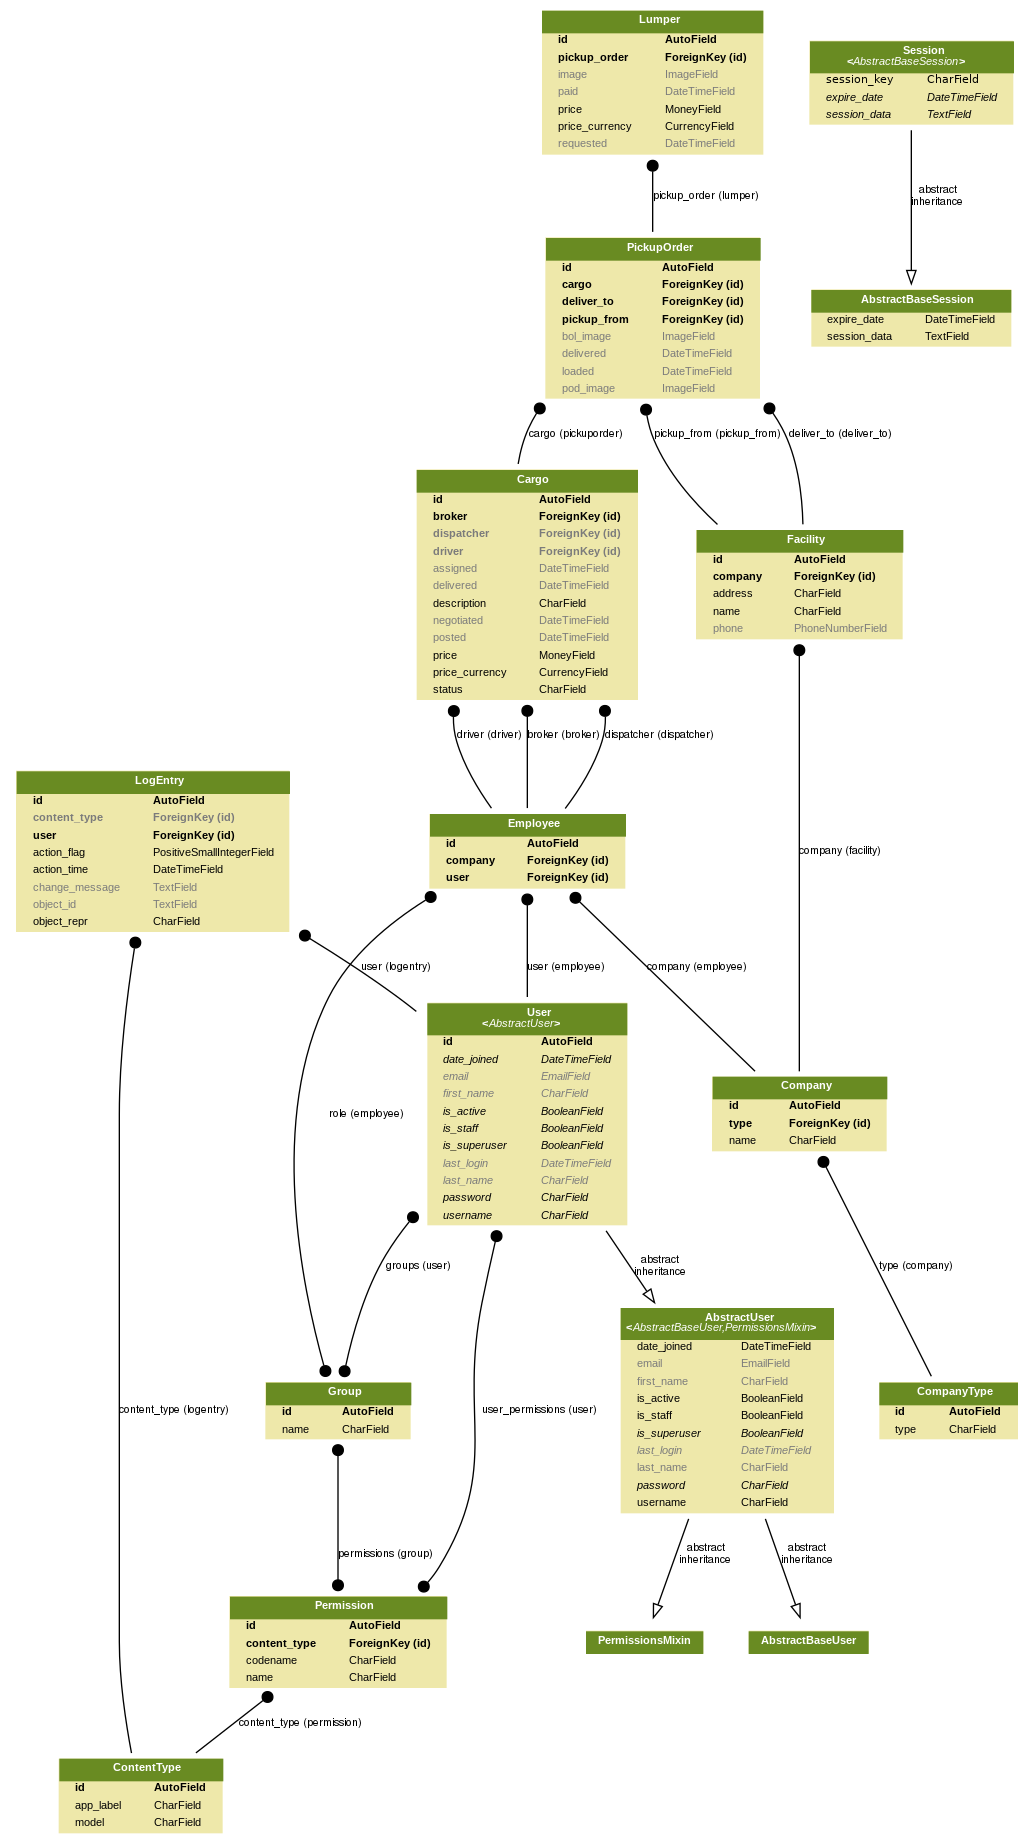 Lumper
id AutoField
pickup_order ForeignKey (id)
image ImageField
paid DateTimeField
price MoneyField
price_currency CurrencyField
requested DateTimeField
Session
<AbstractBaseSession>
session_key CharField
expire_date DateTimeField
session_data TextField
pickup_order (lumper)
abstract
inheritance
PickupOrder
id AutoField
cargo ForeignKey (id)
deliver_to ForeignKey (id)
pickup_from ForeignKey (id)
bol_image ImageField
delivered DateTimeField
loaded DateTimeField
pod_image ImageField
AbstractBaseSession
expire_date DateTimeField
session_data TextField
cargo (pickuporder)
pickup_from (pickup_from)
deliver_to (deliver_to)
Cargo
id AutoField
broker ForeignKey (id)
dispatcher ForeignKey (id)
driver ForeignKey (id)
assigned DateTimeField
delivered DateTimeField
description CharField
negotiated DateTimeField
posted DateTimeField
price MoneyField
price_currency CurrencyField
status CharField
Facility
id AutoField
company ForeignKey (id)
address CharField
name CharField
phone PhoneNumberField
driver (driver)
broker (broker)
dispatcher (dispatcher)
LogEntry
id AutoField
content_type ForeignKey (id)
user ForeignKey (id)
action_flag PositiveSmallIntegerField
action_time DateTimeField
change_message TextField
object_id TextField
object_repr CharField
Employee
id AutoField
company ForeignKey (id)
user ForeignKey (id)
company (facility)
user (logentry)
user (employee)
company (employee)
User
<AbstractUser>
id AutoField
date_joined DateTimeField
email EmailField
first_name CharField
is_active BooleanField
is_staff BooleanField
is_superuser BooleanField
last_login DateTimeField
last_name CharField
password CharField
username CharField
Company
id AutoField
type ForeignKey (id)
name CharField
role (employee)
groups (user)
abstract
inheritance
type (company)
AbstractUser
<AbstractBaseUser,PermissionsMixin>
date_joined DateTimeField
email EmailField
first_name CharField
is_active BooleanField
is_staff BooleanField
is_superuser BooleanField
last_login DateTimeField
last_name CharField
password CharField
username CharField
Group
id AutoField
name CharField
CompanyType
id AutoField
type CharField
content_type (logentry)
user_permissions (user)
permissions (group)
abstract
inheritance
abstract
inheritance
Permission
id AutoField
content_type ForeignKey (id)
codename CharField
name CharField
PermissionsMixin
AbstractBaseUser
content_type (permission)
ContentType
id AutoField
app_label CharField
model CharField